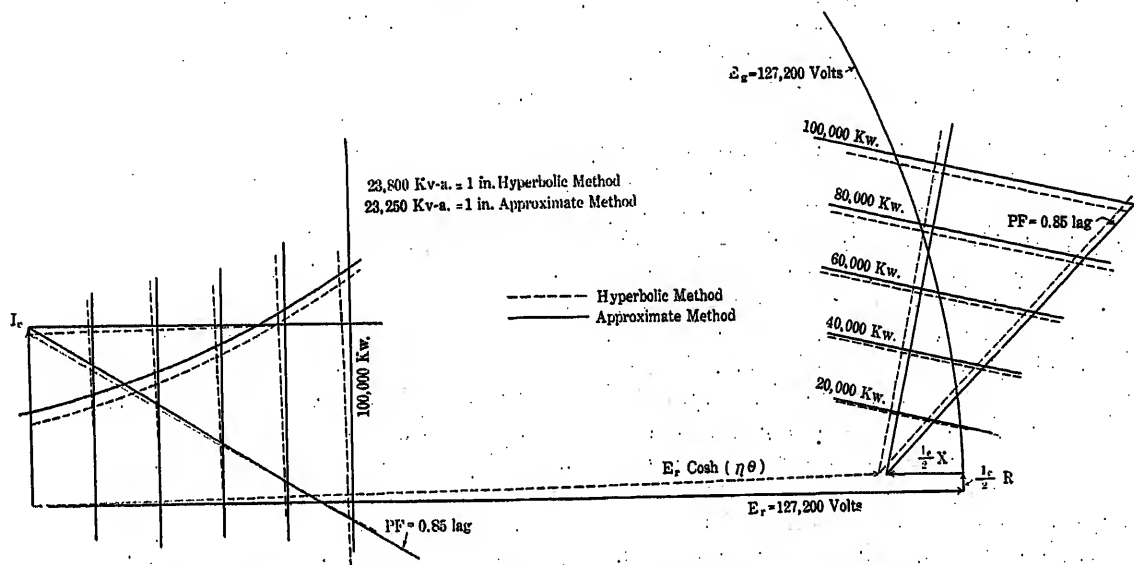 E_g=127,200 Volts
100,000 Kw.
80,000 Kw.
60,000 Kw.
40,000 Kw.
20,000 Kw.
PF= 0.85 lag
23,800 Kv-a. = 1 in. Hyperbolic Method
23,250 Kv-a. =1 in. Approximate Method
Hyperbolic Method
Approximate Method
I_c
100,000 Kw.
PF= 0.85 lag
E_r Cosh (ηθ)
I_c/2 X
I_c/2 R
E_r=127,200 Volts